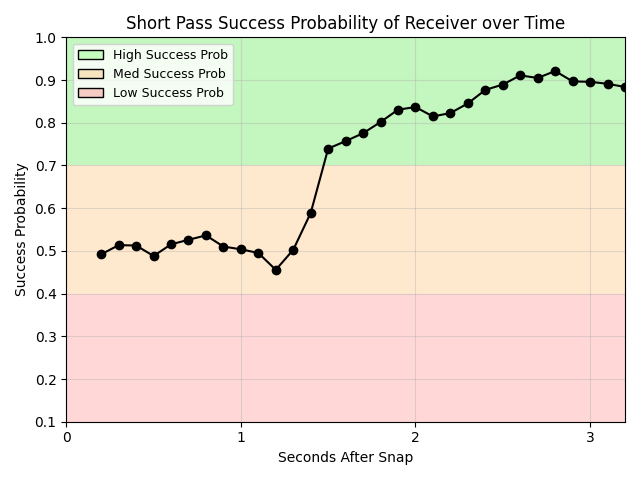 Short Pass Success Probability of Receiver over Time
High Success Prob
Med Success Prob
Low Success Prob
Success Probability
1.0
0.9
0.8
0.7
0.6
0.5
0.4
0.3
0.2
0.1
0 1 2 3
Seconds After Snap